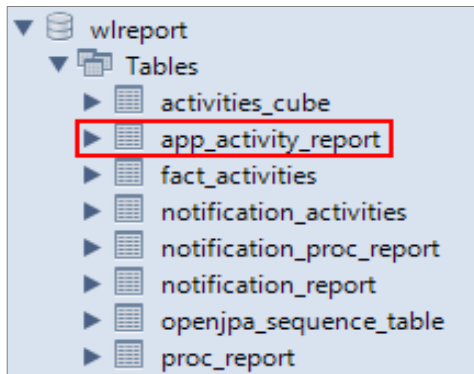 wlreport
Tables
activities_cube
app_activity_report
fact_activities
notification_activities
notification_proc_report
notification_report
openjpa_sequence_table
proc_report